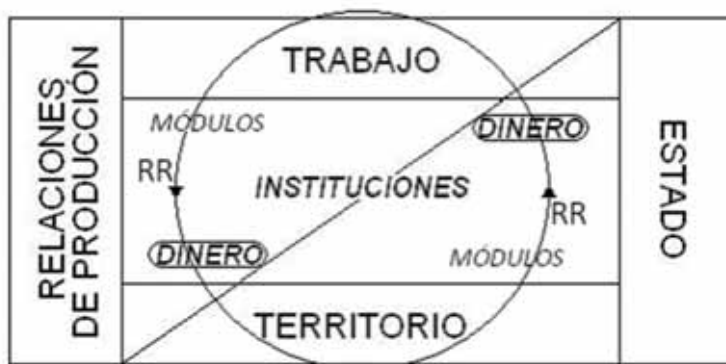 RELACIONES
DE PRODUCCIÓN
TRABAJO
MÓDULOS
DINERO
RR
INSTITUCIONES
RR
DINERO
MÓDULOS
TERRITORIO
ESTADO